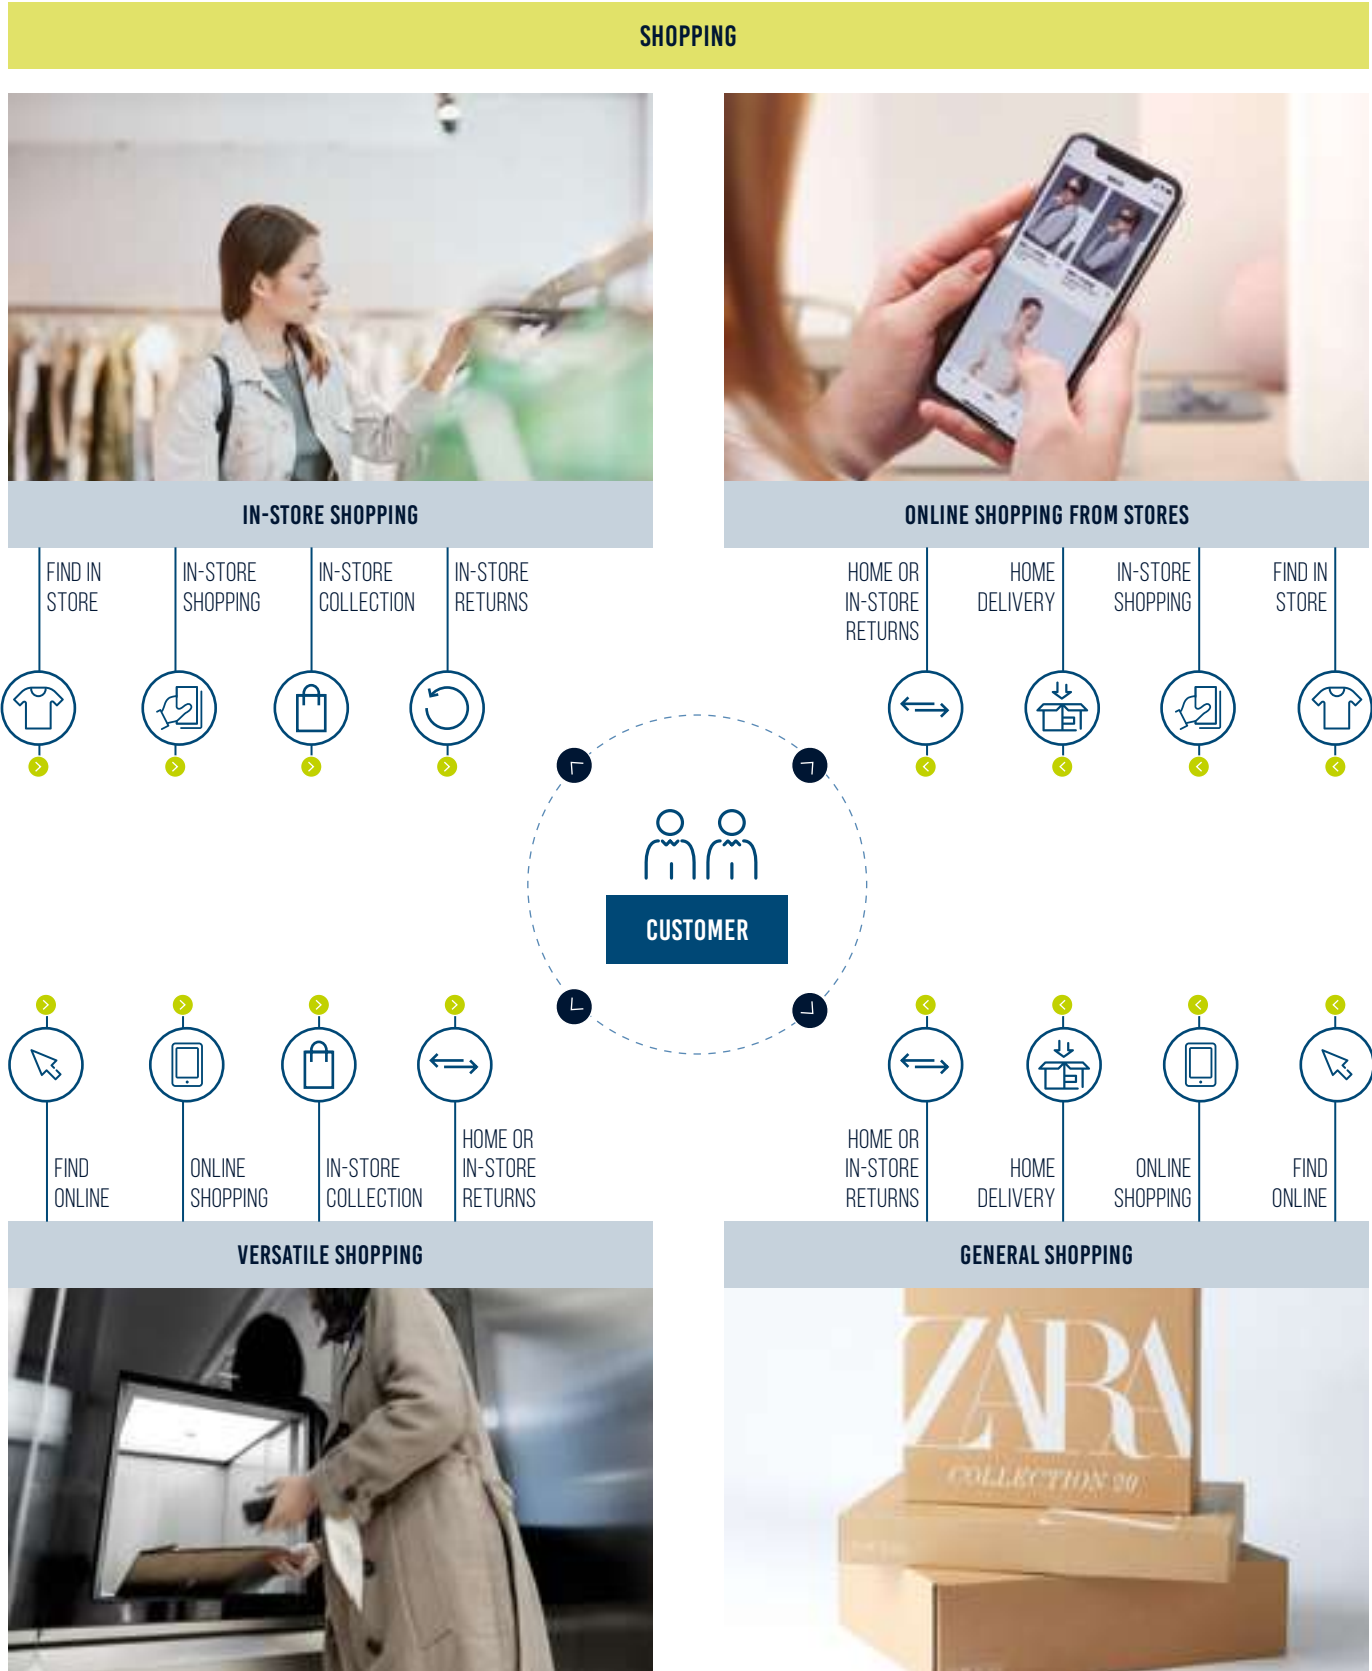 SHOPPING
IN-STORE SHOPPING
FIND IN
STORE
IN-STORE
SHOPPING
IN-STORE
COLLECTION
IN-STORE
RETURNS
ONLINE SHOPPING FROM STORES
HOME OR
IN-STORE
RETURNS
HOME
DELIVERY
IN-STORE
SHOPPING
FIND IN
STORE
CUSTOMER
FIND
ONLINE
ONLINE
SHOPPING
IN-STORE
COLLECTION
HOME OR
IN-STORE
RETURNS
VERSATILE SHOPPING
HOME OR
IN-STORE
RETURNS
HOME
DELIVERY
ONLINE
SHOPPING
FIND
ONLINE
GENERAL SHOPPING
ZARA
COLLECTION 20